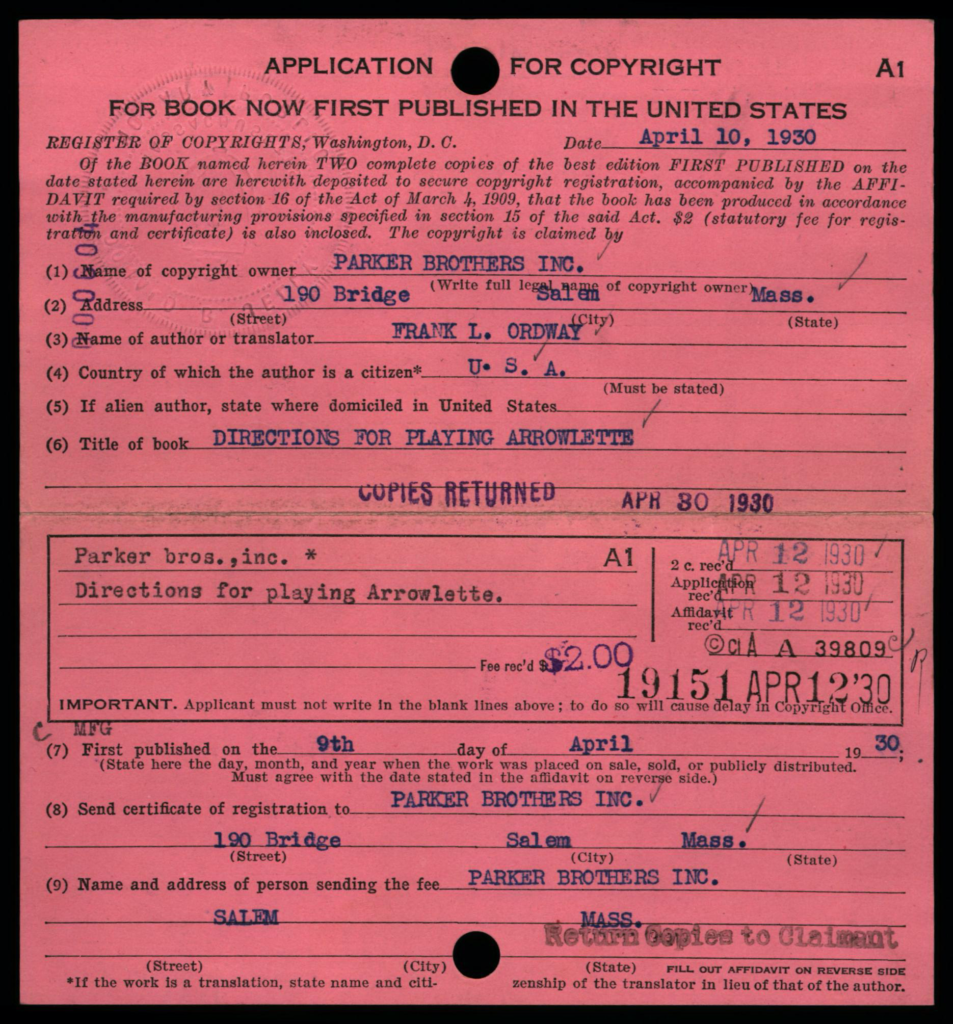 APPLICATION FOR COPYRIGHT A1
FOR BOOK NOW FIRST PUBLISHED IN THE UNITED STATES
REGISTER OF COPYRIGHTS, Washington, D. C. Date April 10, 1930
Of the BOOK named herein TWO complete copies of the best edition FIRST PUBLISHED on the
date stated herein are herewith deposited to secure copyright registration, accompanied by the AFFI-
DAVIT required by section 16 of the Act of March 4, 1909, that the book has been produced in accordance
with the manufacturing provisions specified in section 15 of the said Act. $2 (statutory fee for regis-
tration and certificate) is also inclosed. The copyright is claimed by
(1) Name of copyright owner PARKER BROTHERS INC.
(Write full legal name of copyright owner)
(2) Address 190 Bridge Salem Mass.
(Street) (City) (State)
(3) Name of author or translator FRANK L. ORDWAY
(4) Country of which the author is a citizen* U. S. A.
(Must be stated)
(5) If alien author, state where domiciled in United States
(6) Title of book DIRECTIONS FOR PLAYING ARROWLETTE
COPIES RETURNED APR 30 1930
Parker bros.,inc. * A1
2 c. rec'd APR 12 1930
Directions for playing Arrowlette.
Application rec'd APR 12 1930
Affidavit rec'd APR 12 1930
©Cl A A 39809
Fee rec'd $ $2.00
19151 APR 12'30
IMPORTANT. Applicant must not write in the blank lines above; to do so will cause delay in Copyright Office.
C MFG
(7) First published on the 9th day of April 19 30;
(State here the day, month, and year when the work was placed on sale, sold, or publicly distributed.
Must agree with the date stated in the affidavit on reverse side.)
(8) Send certificate of registration to PARKER BROTHERS INC.
190 Bridge Salem Mass.
(Street) (City) (State)
(9) Name and address of person sending the fee PARKER BROTHERS INC.
SALEM MASS.
Return Copies to Claimant
(Street) (City) (State) FILL OUT AFFIDAVIT ON REVERSE SIDE
*If the work is a translation, state name and citi- zenship of the translator in lieu of that of the author.